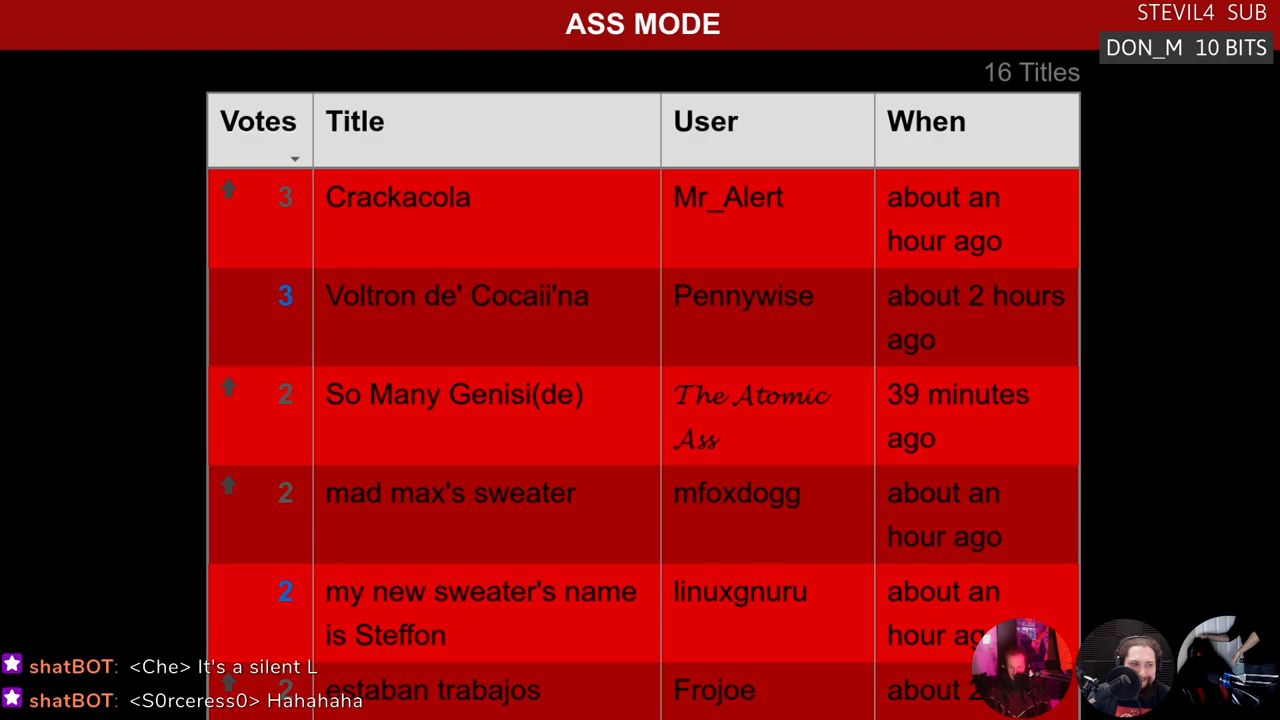 ASS MODE
STEVIL4 SUB
DON_M 10 BITS
16 Titles
Votes Title User When
3 Crackacola Mr_Alert about an
hour ago
3 Voltron de' Cocaii'na Pennywise about 2 hours
ago
2 So Many Genisi(de) 𝓣𝓱𝓮 𝓐𝓽𝓸𝓶𝓲𝓬 39 minutes
𝓐𝓼𝓼 ago
2 mad max's sweater mfoxdogg about an
hour ago
2 my new sweater's name linuxgnuru about an
is Steffon hour ag
shatBOT: <Che> It's a silent L
2 estaban trabajos Frojoe about 2
shatBOT: <S0rceress0> Hahahaha